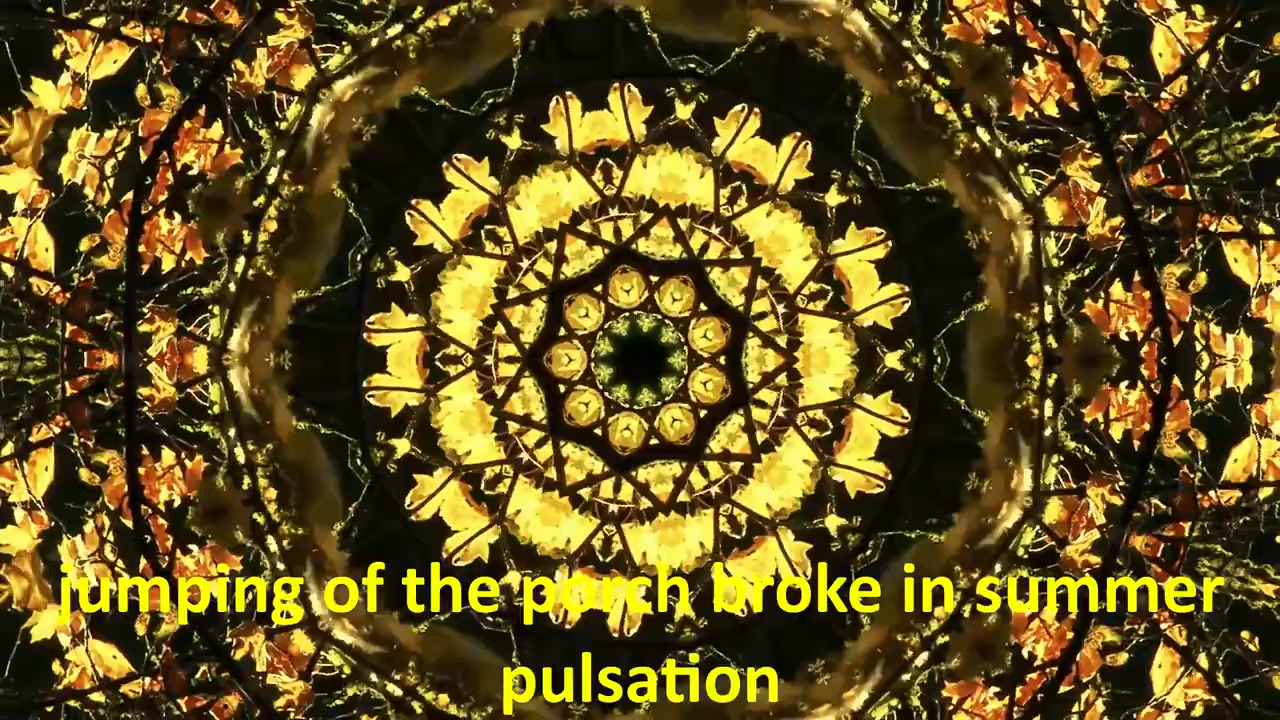 jumping of the porch broke in summer
pulsation